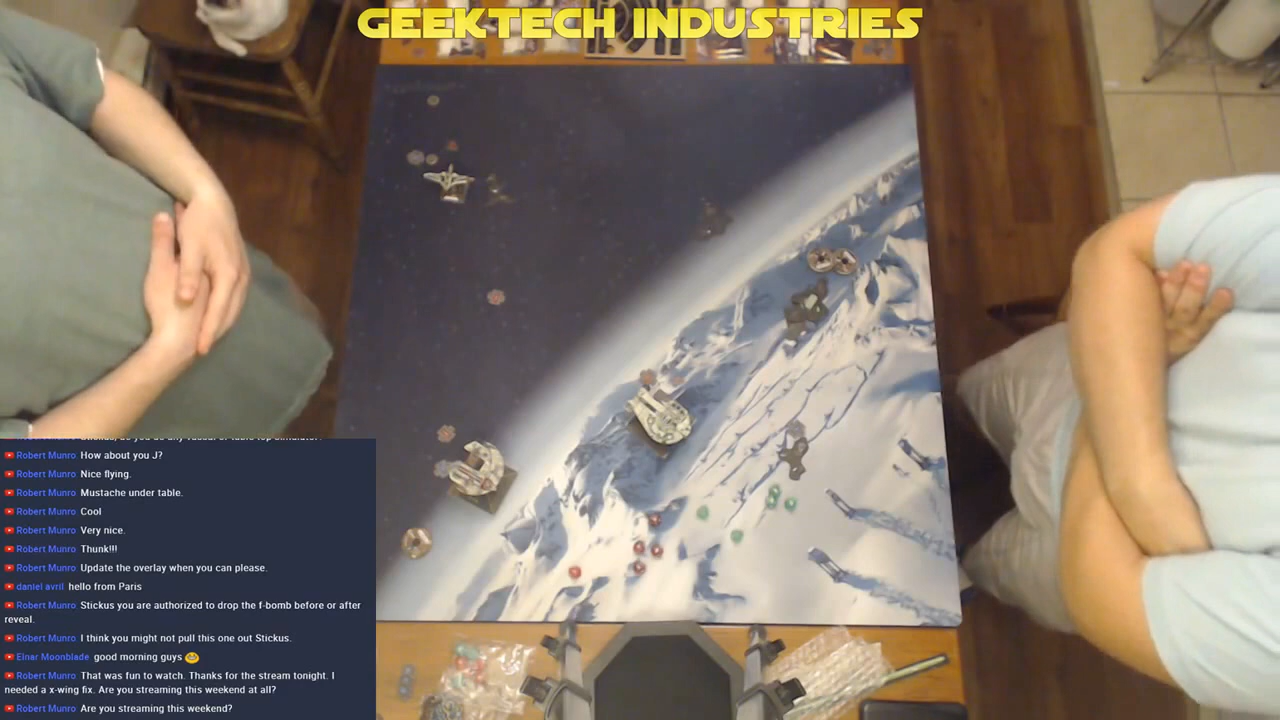 GEEKTECH INDUSTRIES
Robert Munro How about you J?
Robert Munro Nice flying.
Robert Munro Mustache under table.
Robert Munro Cool
Robert Munro Very nice.
Robert Munro Thunk!!!
Robert Munro Update the overlay when you can please.
daniel avril hello from Paris
Robert Munro Stickus you are authorized to drop the f-bomb before or after
reveal.
Robert Munro I think you might not pull this one out Stickus.
Einar Moonblade good morning guys
Robert Munro That was fun to watch. Thanks for the stream tonight. I
needed a x-wing fix. Are you streaming this weekend at all?
Robert Munro Are you streaming this weekend?